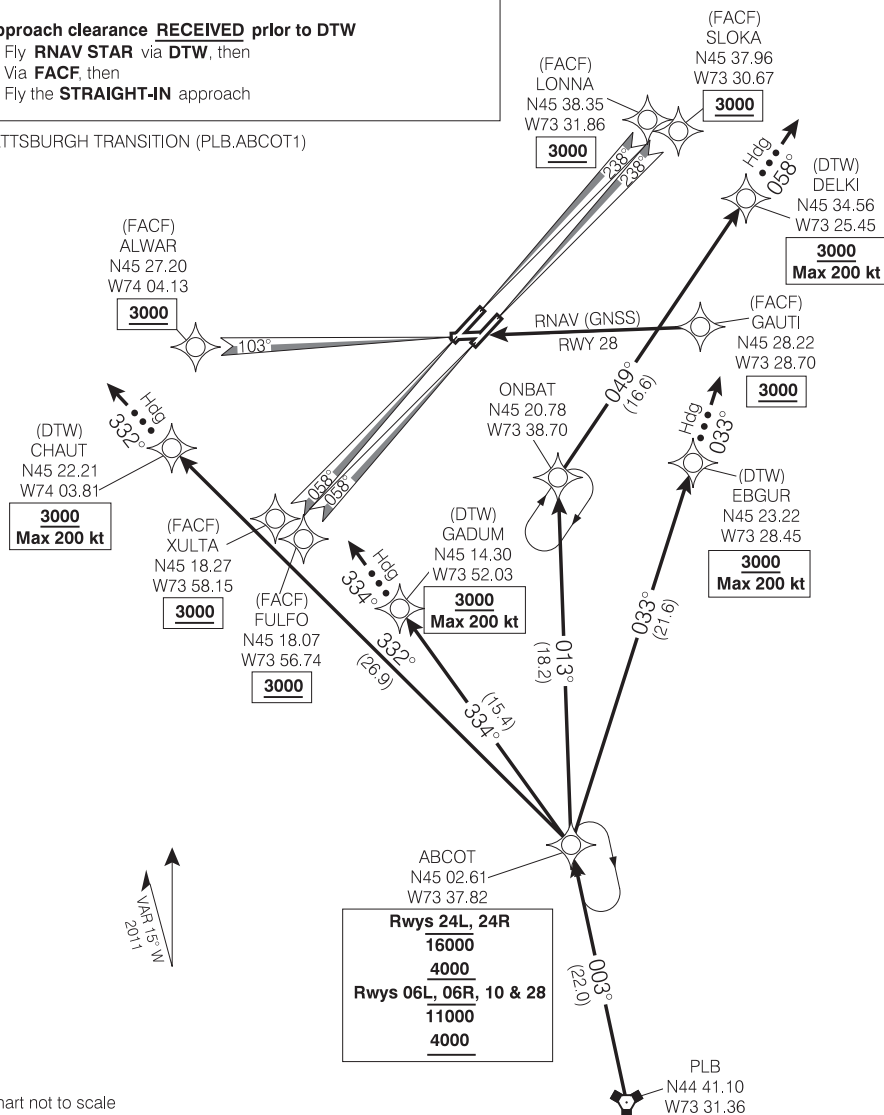 pproach clearance RECEIVED prior to DTW
Fly RNAV STAR via DTW, then
Via FACF, then
Fly the STRAIGHT-IN approach
TTSBURGH TRANSITION (PLB.ABCOT1)
(FACF)
SLOKA
N45 37.96
W73 30.67
3000
(FACF)
LONNA
N45 38.35
W73 31.86
3000
238°
238°
Hdg
058°
(DTW)
DELKI
N45 34.56
W73 25.45
3000
Max 200 kt
(FACF)
ALWAR
N45 27.20
W74 04.13
3000
103°
RNAV (GNSS)
RWY 28
(FACF)
GAUTI
N45 28.22
W73 28.70
3000
049°
(16.6)
ONBAT
N45 20.78
W73 38.70
Hdg
332°
(DTW)
CHAUT
N45 22.21
W74 03.81
3000
Max 200 kt
Hdg
033°
(DTW)
EBGUR
N45 23.22
W73 28.45
3000
Max 200 kt
058°
058°
(FACF)
XULTA
N45 18.27
W73 58.15
3000
(FACF)
FULFO
N45 18.07
W73 56.74
3000
Hdg
334°
(DTW)
GADUM
N45 14.30
W73 52.03
3000
Max 200 kt
332°
(26.9)
(15.4)
334°
013°
(18.2)
033°
(21.6)
ABCOT
N45 02.61
W73 37.82
Rwys 24L, 24R
16000
4000
Rwys 06L, 06R, 10 & 28
11000
4000
VAR 15° W
2011
003°
(22.0)
PLB
N44 41.10
W73 31.36
hart not to scale